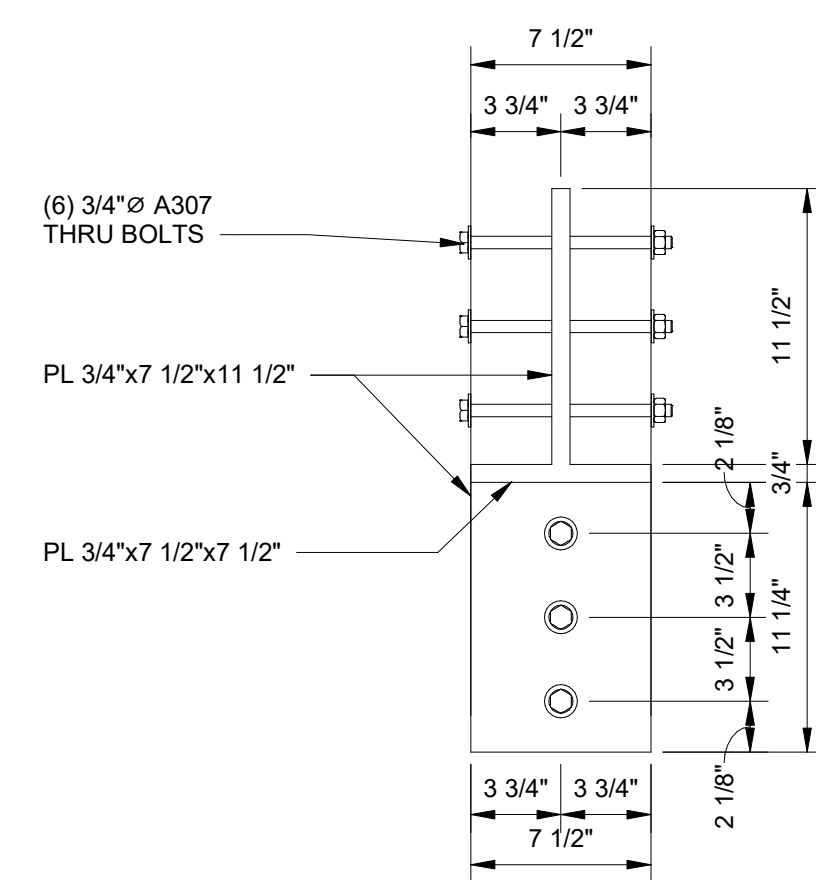 7 1/2"
3 3/4" 3 3/4"
(6) 3/4"Ø A307
THRU BOLTS
11 1/2"
PL 3/4"x7 1/2"x11 1/2"
2 1/8"
3/4"
PL 3/4"x7 1/2"x7 1/2"
3 1/2"
11 1/4"
3 1/2"
2 1/8"
3 3/4" 3 3/4"
7 1/2"